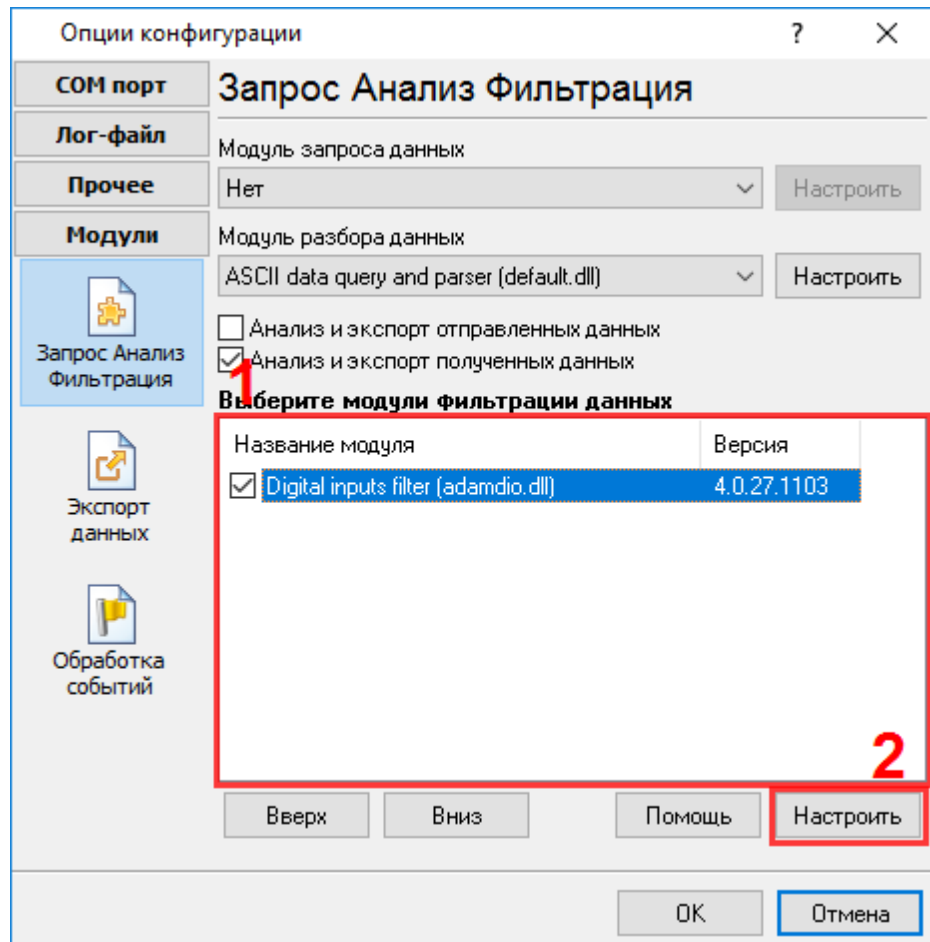 Опции конфигурации
?
COM порт
Лог-файл
Прочее
Модули
Запрос Анализ
Фильтрация
Экспорт
данных
Обработка
событий
Запрос Анализ Фильтрация
Модуль запроса данных
Нет
Настроить
Модуль разбора данных
ASCII data query and parser (default.dll)
Настроить
Анализ и экспорт отправленных данных
Анализ и экспорт полученных данных
1
Выберите модули фильтрации данных
Название модуля Версия
Digital inputs filter (adamdio.dll) 4.0.27.1103
2
Вверх Вниз Помощь Настроить
OK Отмена